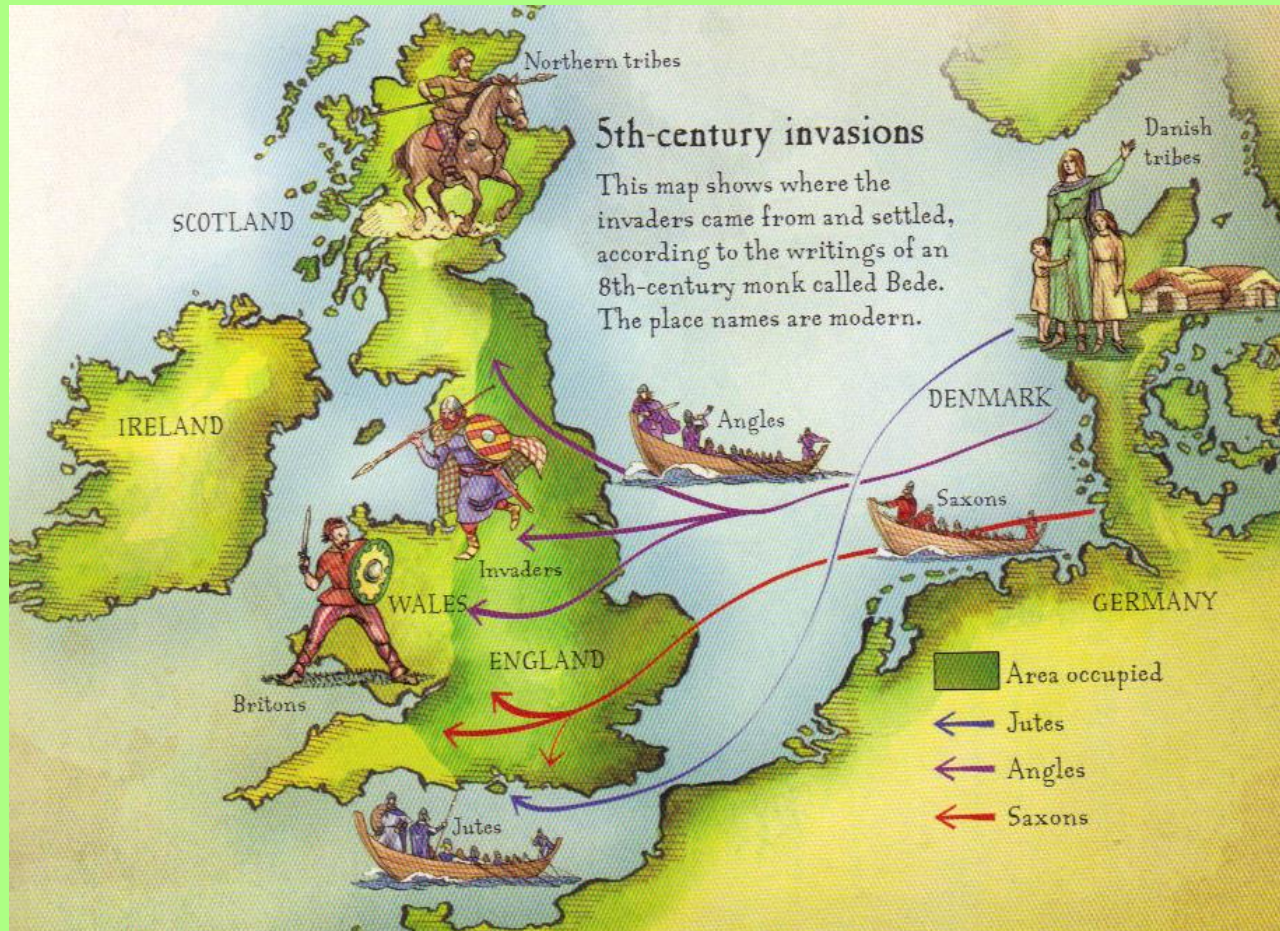 Northern tribes
5th-century invasions
This map shows where the
invaders came from and settled,
according to the writings of an
8th-century monk called Bede.
The place names are modern.
Danish
tribes
SCOTLAND
IRELAND
DENMARK
Angles
Saxons
Invaders
WALES
GERMANY
ENGLAND
Britons
Jutes
Area occupied
Jutes
Angles
Saxons